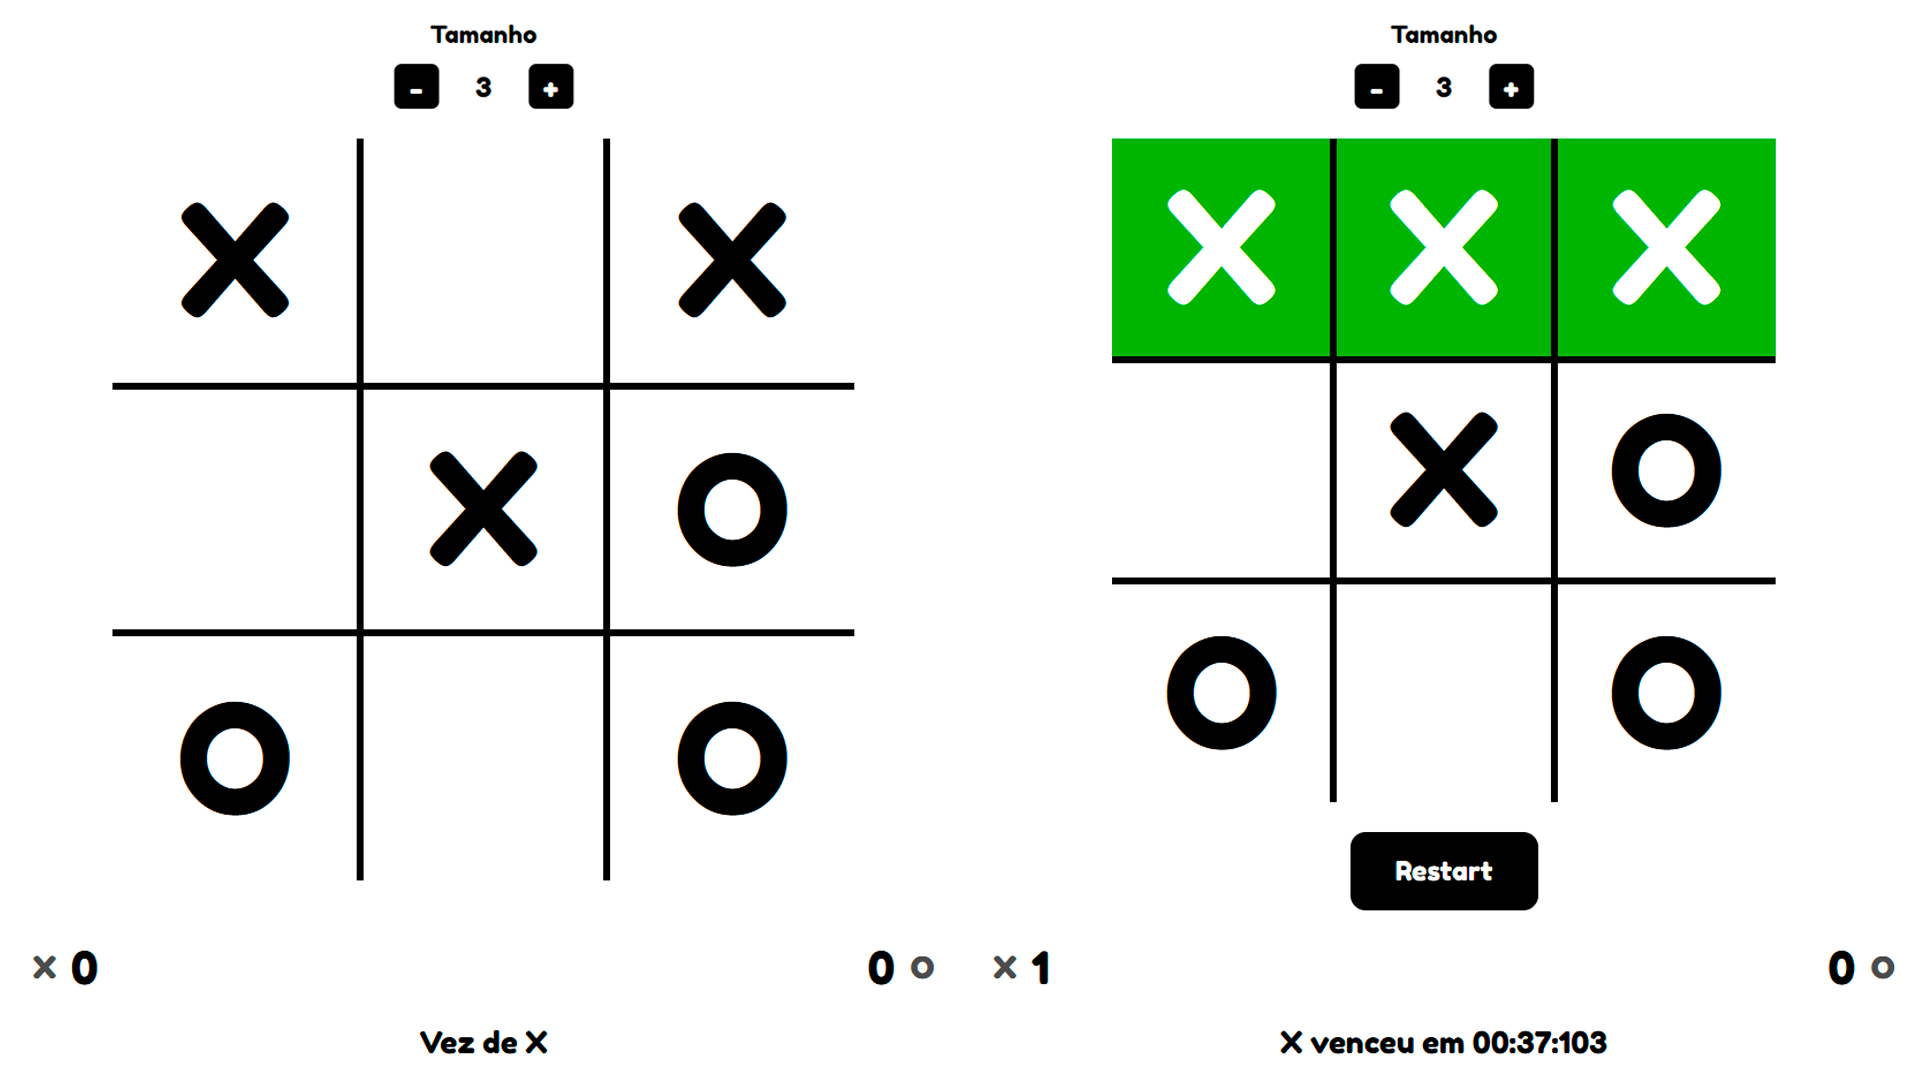 Tamanho
- 3 +
X X
X O
O O
× 0
0 o
Vez de X
Tamanho
- 3 +
X X X
X O
O O
Restart
× 1
0 o
X venceu em 00:37:103